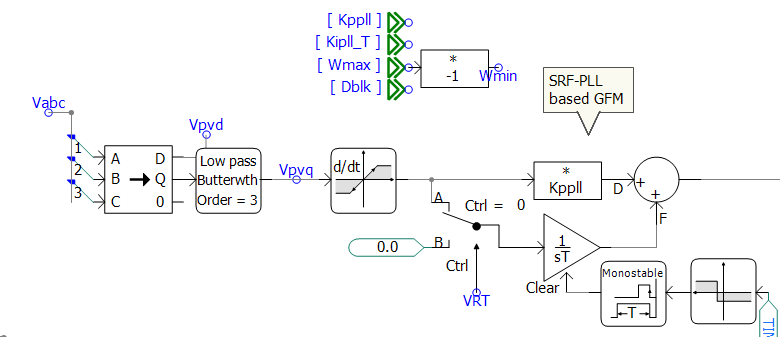 [ Kppll ]
[ Kipll_T ]
[ Wmax ]
[ Dblk ]
*
-1
Wmin
SRF-PLL
based GFM
Vabc
1
2
3
A
B
C
D
Q
0
Vpvd
Low pass
Butterwth
Order = 3
Vpvq
d/dt
*
Kppll
D
+
+
F
A
Ctrl = 0
B
0.0
Ctrl
VRT
1
sT
Clear
Monostable
T